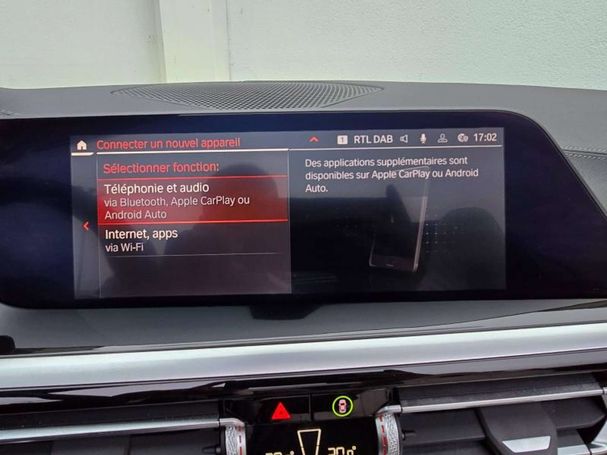 Connecter un nouvel appareil
1 RTL DAB 17:02
Sélectionner fonction:
Téléphonie et audio
via Bluetooth, Apple CarPlay ou
Android Auto
Internet, apps
via Wi-Fi
Des applications supplémentaires sont
disponibles sur Apple CarPlay ou Android
Auto.